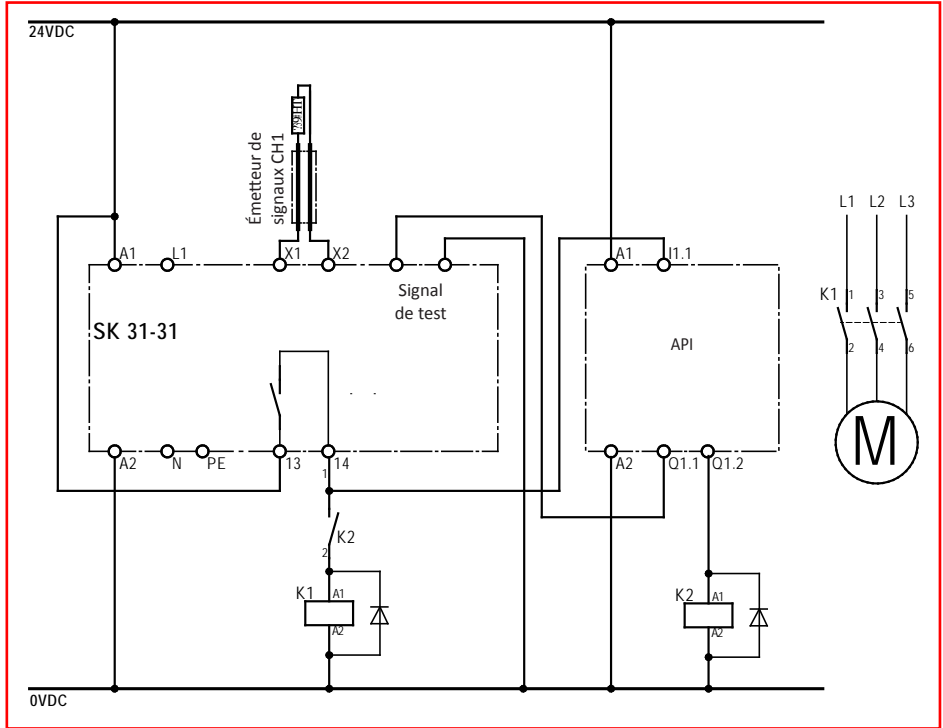 24VDC
Émetteur de
signaux CH1
L1 L2 L3
A1 L1 X1 X2 A1 I1.1
Signal
de test
SK 31-31
API
K1 1 3 5
2 4 6
M
A2 N PE 13 14 A2 Q1.1 Q1.2
1
K2
2
K1 A1
A2
K2 A1
A2
0VDC